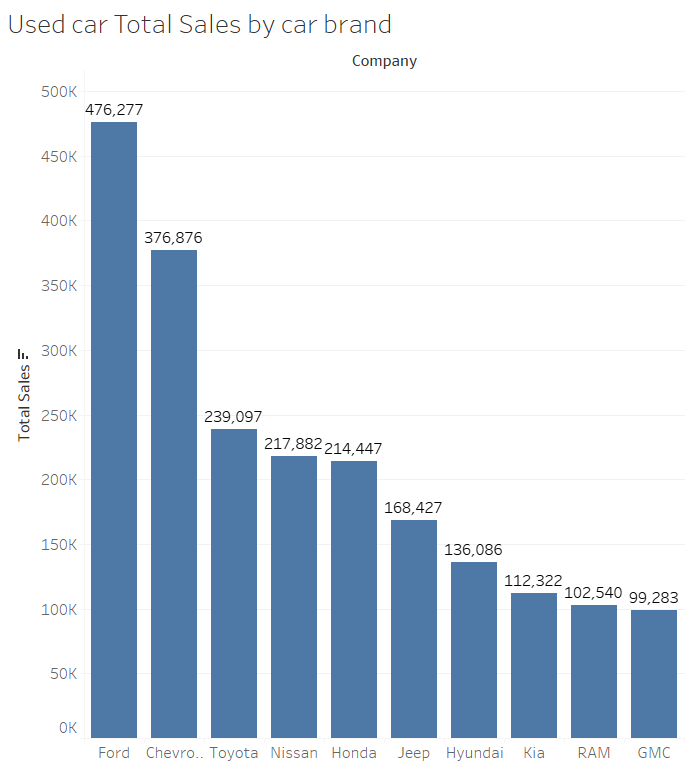 Used car Total Sales by car brand
Company
Total Sales
500K
450K
400K
350K
300K
250K
200K
150K
100K
50K
0K
476,277
376,876
239,097
217,882
214,447
168,427
136,086
112,322
102,540
99,283
Ford Chevro.. Toyota Nissan Honda Jeep Hyundai Kia RAM GMC